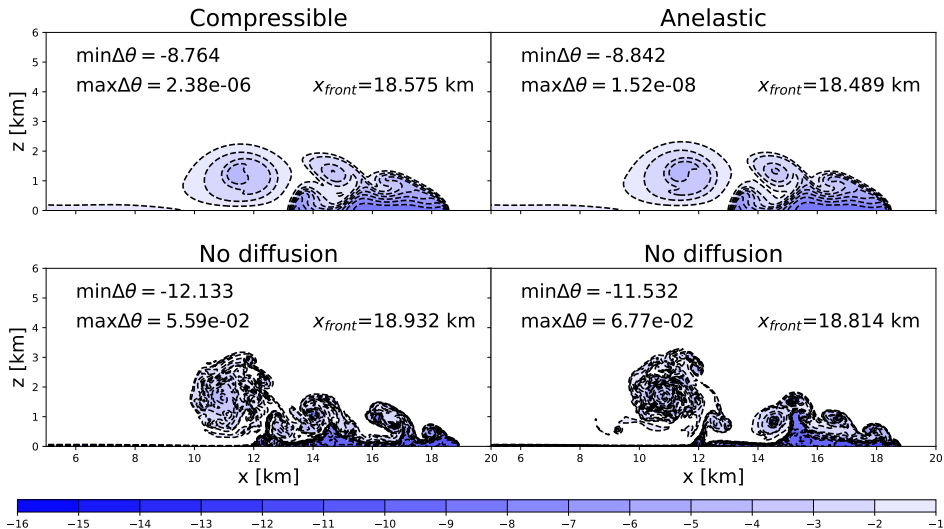 Compressible
Anelastic
6
5
4
3
2
1
0
z [km]
minΔθ = -8.764
maxΔθ = 2.38e-06
x_front=18.575 km
minΔθ = -8.842
maxΔθ = 1.52e-08
x_front=18.489 km
No diffusion
No diffusion
6
5
4
3
2
1
0
z [km]
minΔθ = -12.133
maxΔθ = 5.59e-02
x_front=18.932 km
minΔθ = -11.532
maxΔθ = 6.77e-02
x_front=18.814 km
6 8 10 12 14 16 18 20 6 8 10 12 14 16 18 20
x [km]
x [km]
−16 −15 −14 −13 −12 −11 −10 −9 −8 −7 −6 −5 −4 −3 −2 −1